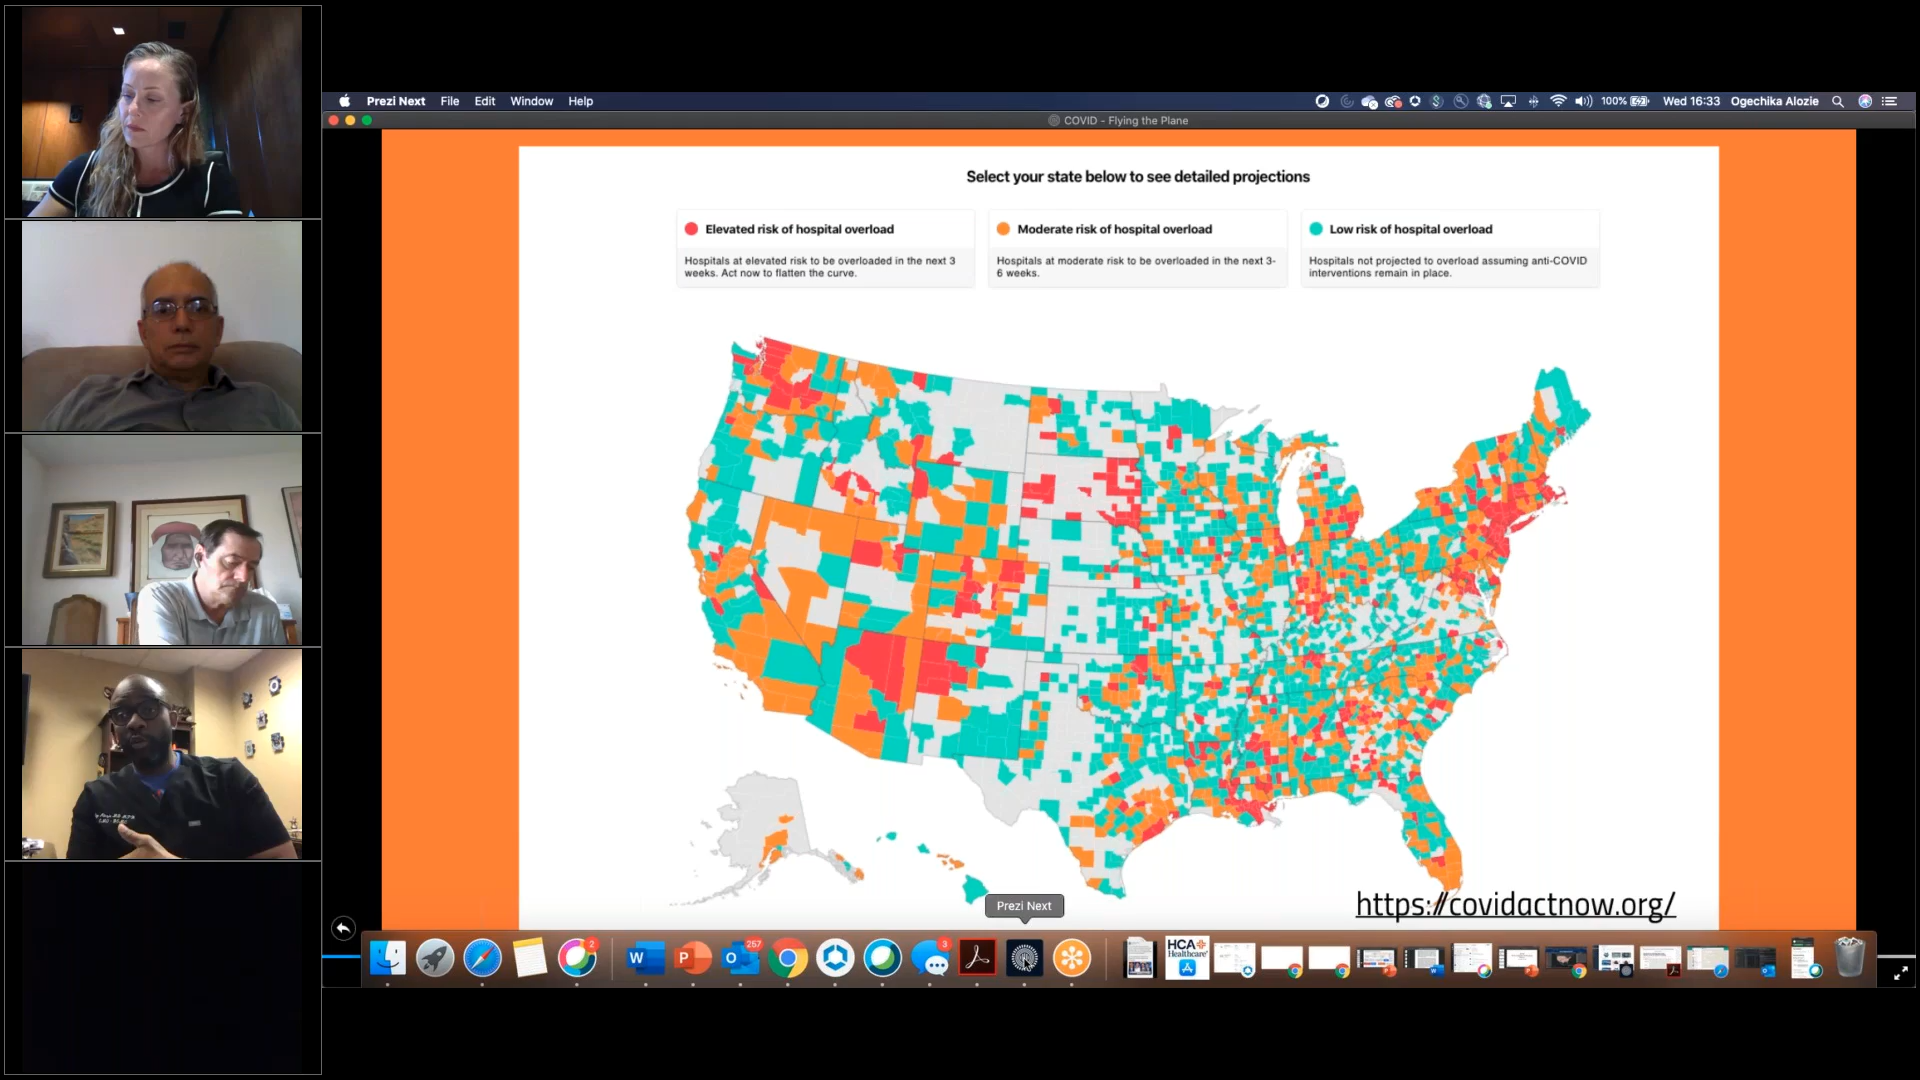 Prezi Next File Edit Window Help 100% Wed 16:33 Ogechika Alozie
COVID - Flying the Plane
Select your state below to see detailed projections
Elevated risk of hospital overload
Hospitals at elevated risk to be overloaded in the next 3
weeks. Act now to flatten the curve.
Moderate risk of hospital overload
Hospitals at moderate risk to be overloaded in the next 3-
6 weeks.
Low risk of hospital overload
Hospitals not projected to overload assuming anti-COVID
interventions remain in place.
https://covidactnow.org/
Prezi Next
2
W
P
O
267
3
HCA
Healthcare